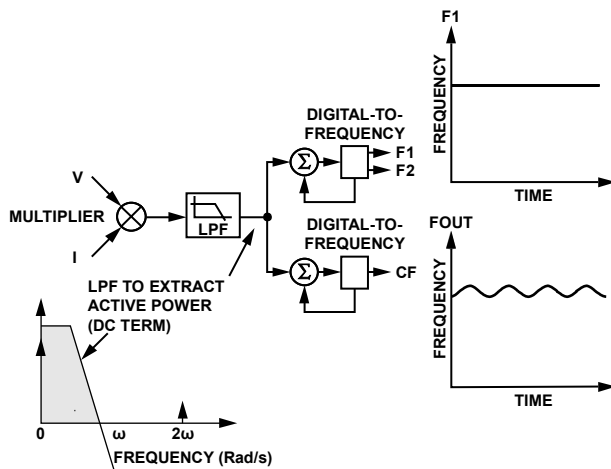 V
MULTIPLIER
I
LPF
LPF TO EXTRACT
ACTIVE POWER
(DC TERM)
DIGITAL-TO-
FREQUENCY
Σ
F1
F2
DIGITAL-TO-
FREQUENCY
Σ
CF
F1
FREQUENCY
TIME
FOUT
FREQUENCY
TIME
0
ω
2ω
FREQUENCY (Rad/s)